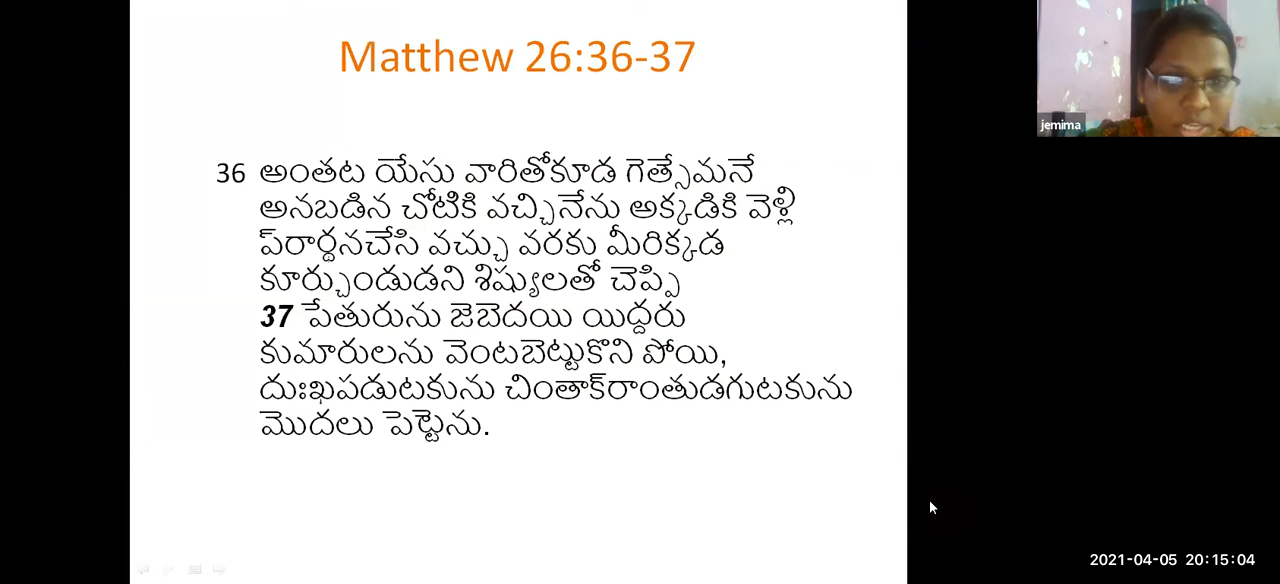 Matthew 26:36-37
jemima
36 అంతట యేసు వారితోకూడ గెత్సేమనే
అనబడిన చోటికి వచ్చినేను అక్కడికి వెళ్లి
ప్‌రార్దనచేసి వచ్చు వరకు మీరిక్కడ
కూర్చుండుడని శిష్యులతో చెప్పి
37 పేతురును జెబెదయి యిద్దరు
కుమారులను వెంటబెట్టుకొని పోయి,
దుఃఖపడుటకును చింతాక్‌రాంతుడగుటకును
మొదలు పెట్టెను.
2021-04-05 20:15:04